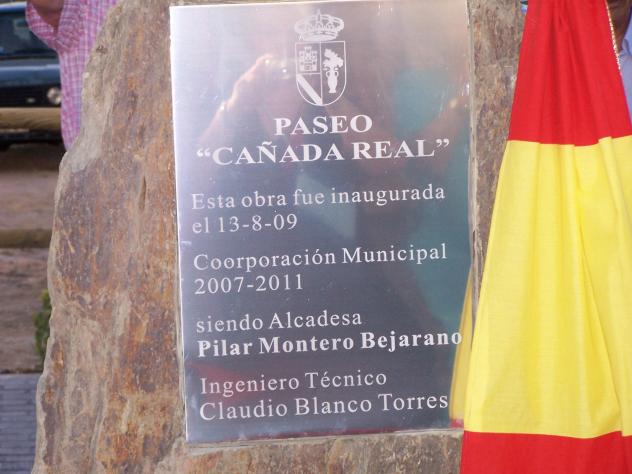 PASEO
“CAÑADA REAL”
Esta obra fue inaugurada
el 13-8-09
Coorporación Municipal
2007-2011
siendo Alcadesa
Pilar Montero Bejarano
Ingeniero Técnico
Claudio Blanco Torres